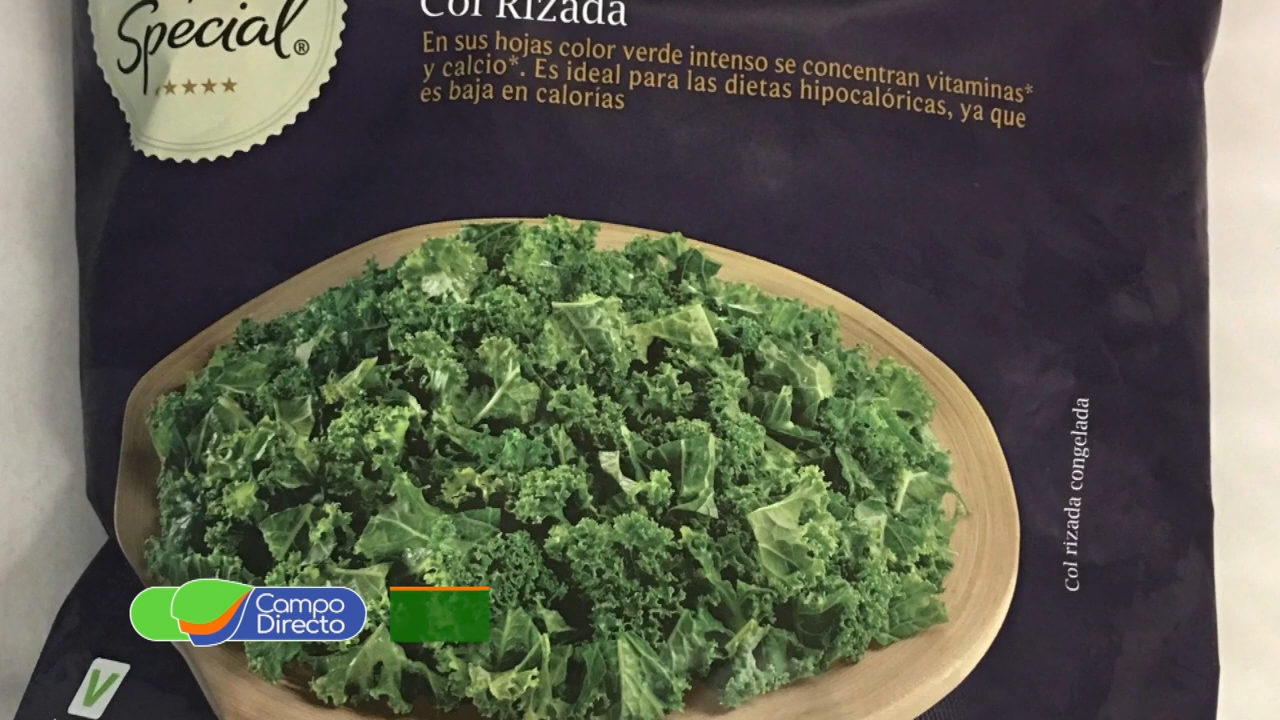 Special®
Col Rizada
En sus hojas color verde intenso se concentran vitaminas*
y calcio*. Es ideal para las dietas hipocalóricas, ya que
es baja en calorías
Col rizada congelada
Campo
Directo
V